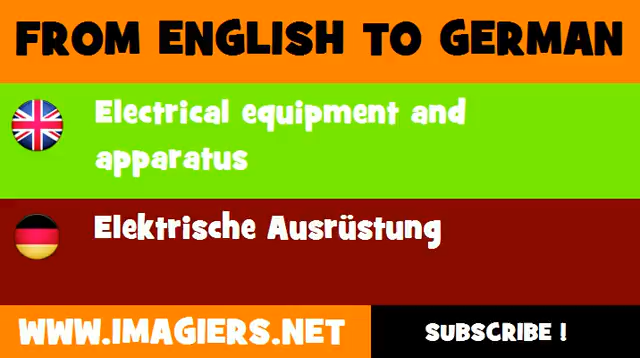 FROM ENGLISH TO GERMAN
Electrical equipment and
apparatus
Elektrische Ausrüstung
WWW.IMAGIERS.NET
SUBSCRIBE !